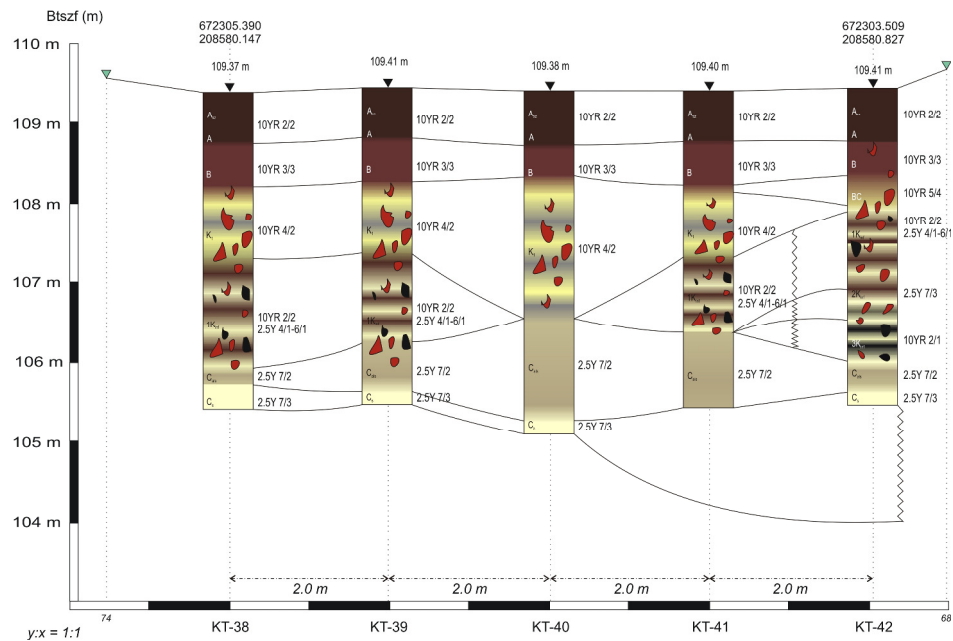 Btszf (m)
672305.390
208580.147
672303.509
208580.827
110 m
109 m
108 m
107 m
106 m
105 m
104 m
109.37 m
109.41 m
109.38 m
109.40 m
109.41 m
A
10YR 2/2
B
10YR 3/3
10YR 4/2
10YR 2/2
2.5Y 4/1-6/1
2.5Y 7/2
2.5Y 7/3
A
10YR 2/2
B
10YR 3/3
10YR 4/2
10YR 2/2
2.5Y 4/1-6/1
2.5Y 7/2
2.5Y 7/3
A
10YR 2/2
B
10YR 3/3
10YR 4/2
2.5Y 7/2
2.5Y 7/3
A
10YR 2/2
B
10YR 3/3
10YR 4/2
10YR 2/2
2.5Y 4/1-6/1
2.5Y 7/2
A
10YR 2/2
B
10YR 3/3
BC
10YR 5/4
10YR 2/2
2.5Y 4/1-6/1
2.5Y 7/3
10YR 2/1
2.5Y 7/2
2.5Y 7/3
2.0 m
2.0 m
2.0 m
2.0 m
74
68
y:x = 1:1
KT-38
KT-39
KT-40
KT-41
KT-42